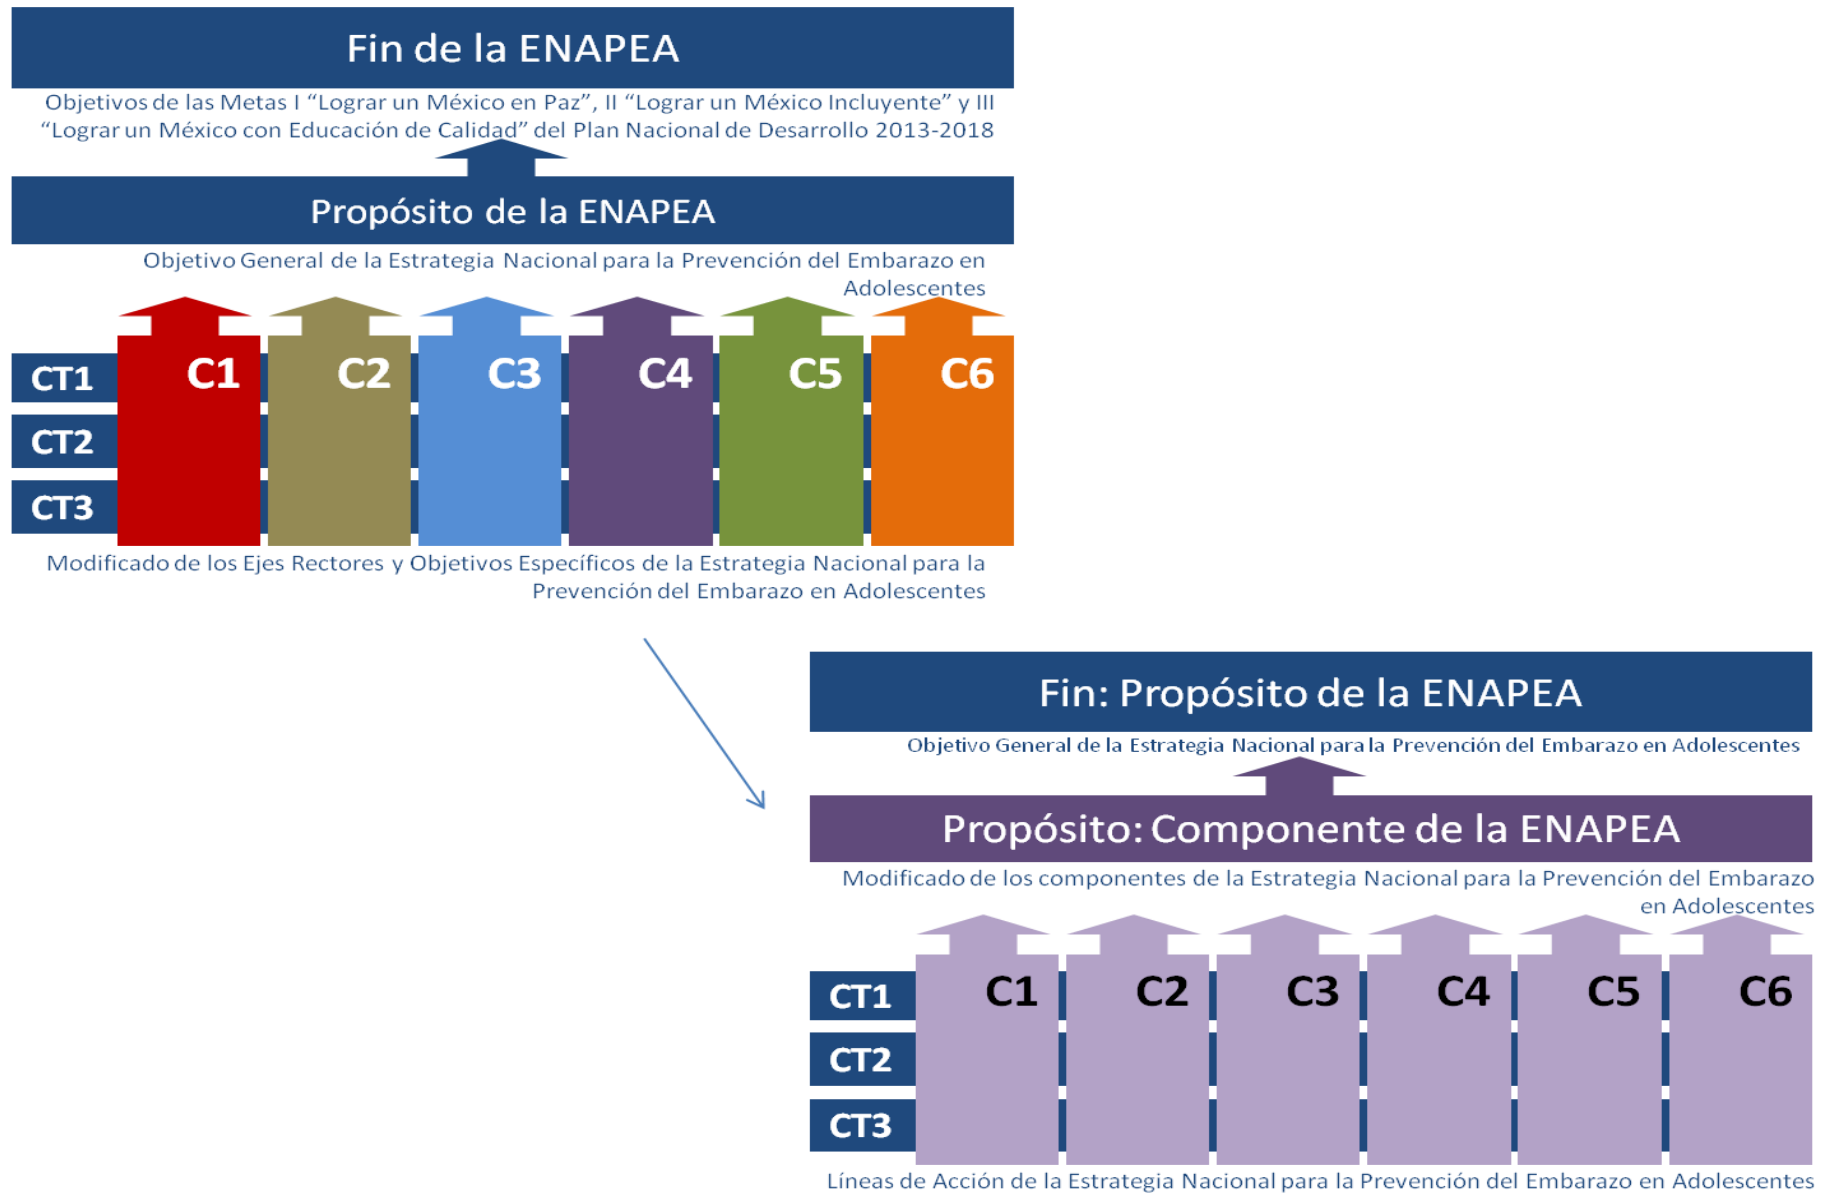 Fin de la ENAPEA
Objetivos de las Metas I “Lograr un México en Paz”, II “Lograr un México Incluyente” y III
“Lograr un México con Educación de Calidad” del Plan Nacional de Desarrollo 2013-2018
Propósito de la ENAPEA
Objetivo General de la Estrategia Nacional para la Prevención del Embarazo en
Adolescentes
C1 C2 C3 C4 C5 C6
CT1
CT2
CT3
Modificado de los Ejes Rectores y Objetivos Específicos de la Estrategia Nacional para la
Prevención del Embarazo en Adolescentes
Fin: Propósito de la ENAPEA
Objetivo General de la Estrategia Nacional para la Prevención del Embarazo en Adolescentes
Propósito: Componente de la ENAPEA
Modificado de los componentes de la Estrategia Nacional para la Prevención del Embarazo
en Adolescentes
C1 C2 C3 C4 C5 C6
CT1
CT2
CT3
Líneas de Acción de la Estrategia Nacional para la Prevención del Embarazo en Adolescentes